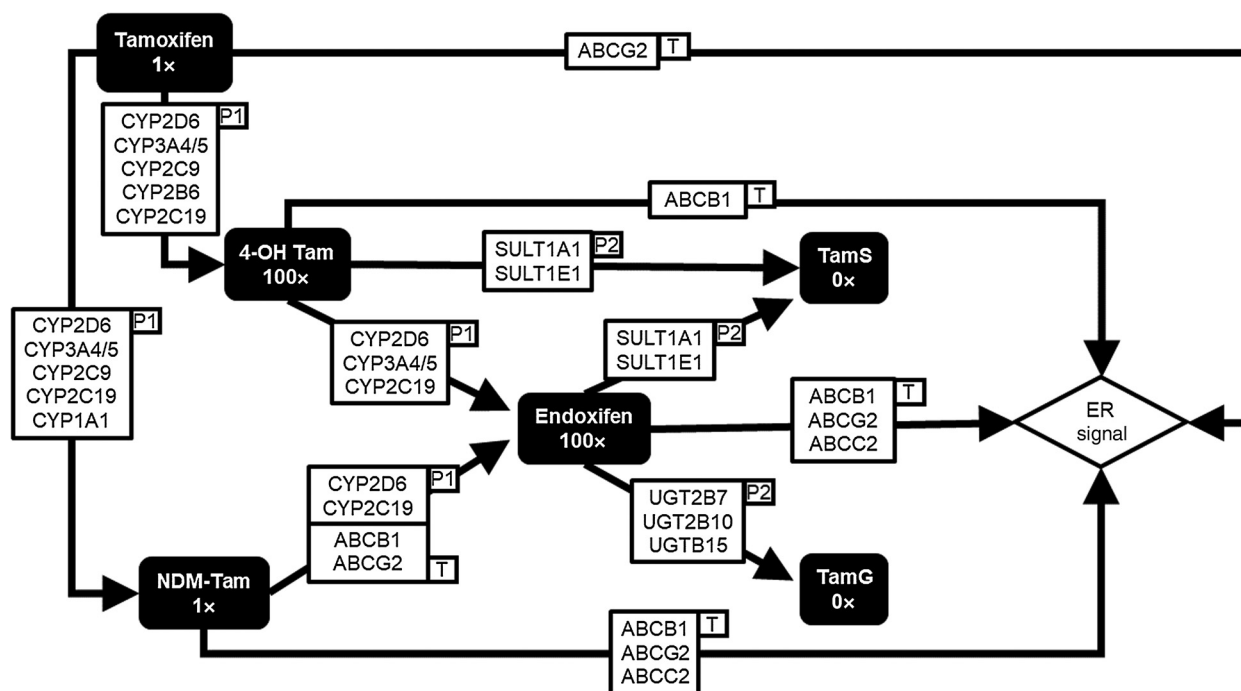 Tamoxifen
1×
ABCG2
T
CYP2D6
CYP3A4/5
CYP2C9
CYP2B6
CYP2C19
P1
ABCB1
T
4-OH Tam
100×
SULT1A1
SULT1E1
P2
TamS
0×
CYP2D6
CYP3A4/5
CYP2C9
CYP2C19
CYP1A1
P1
CYP2D6
CYP3A4/5
CYP2C19
P1
SULT1A1
SULT1E1
P2
Endoxifen
100×
ABCB1
ABCG2
ABCC2
T
ER
signal
CYP2D6
CYP2C19
P1
ABCB1
ABCG2
T
UGT2B7
UGT2B10
UGTB15
P2
NDM-Tam
1×
TamG
0×
ABCB1
ABCG2
ABCC2
T